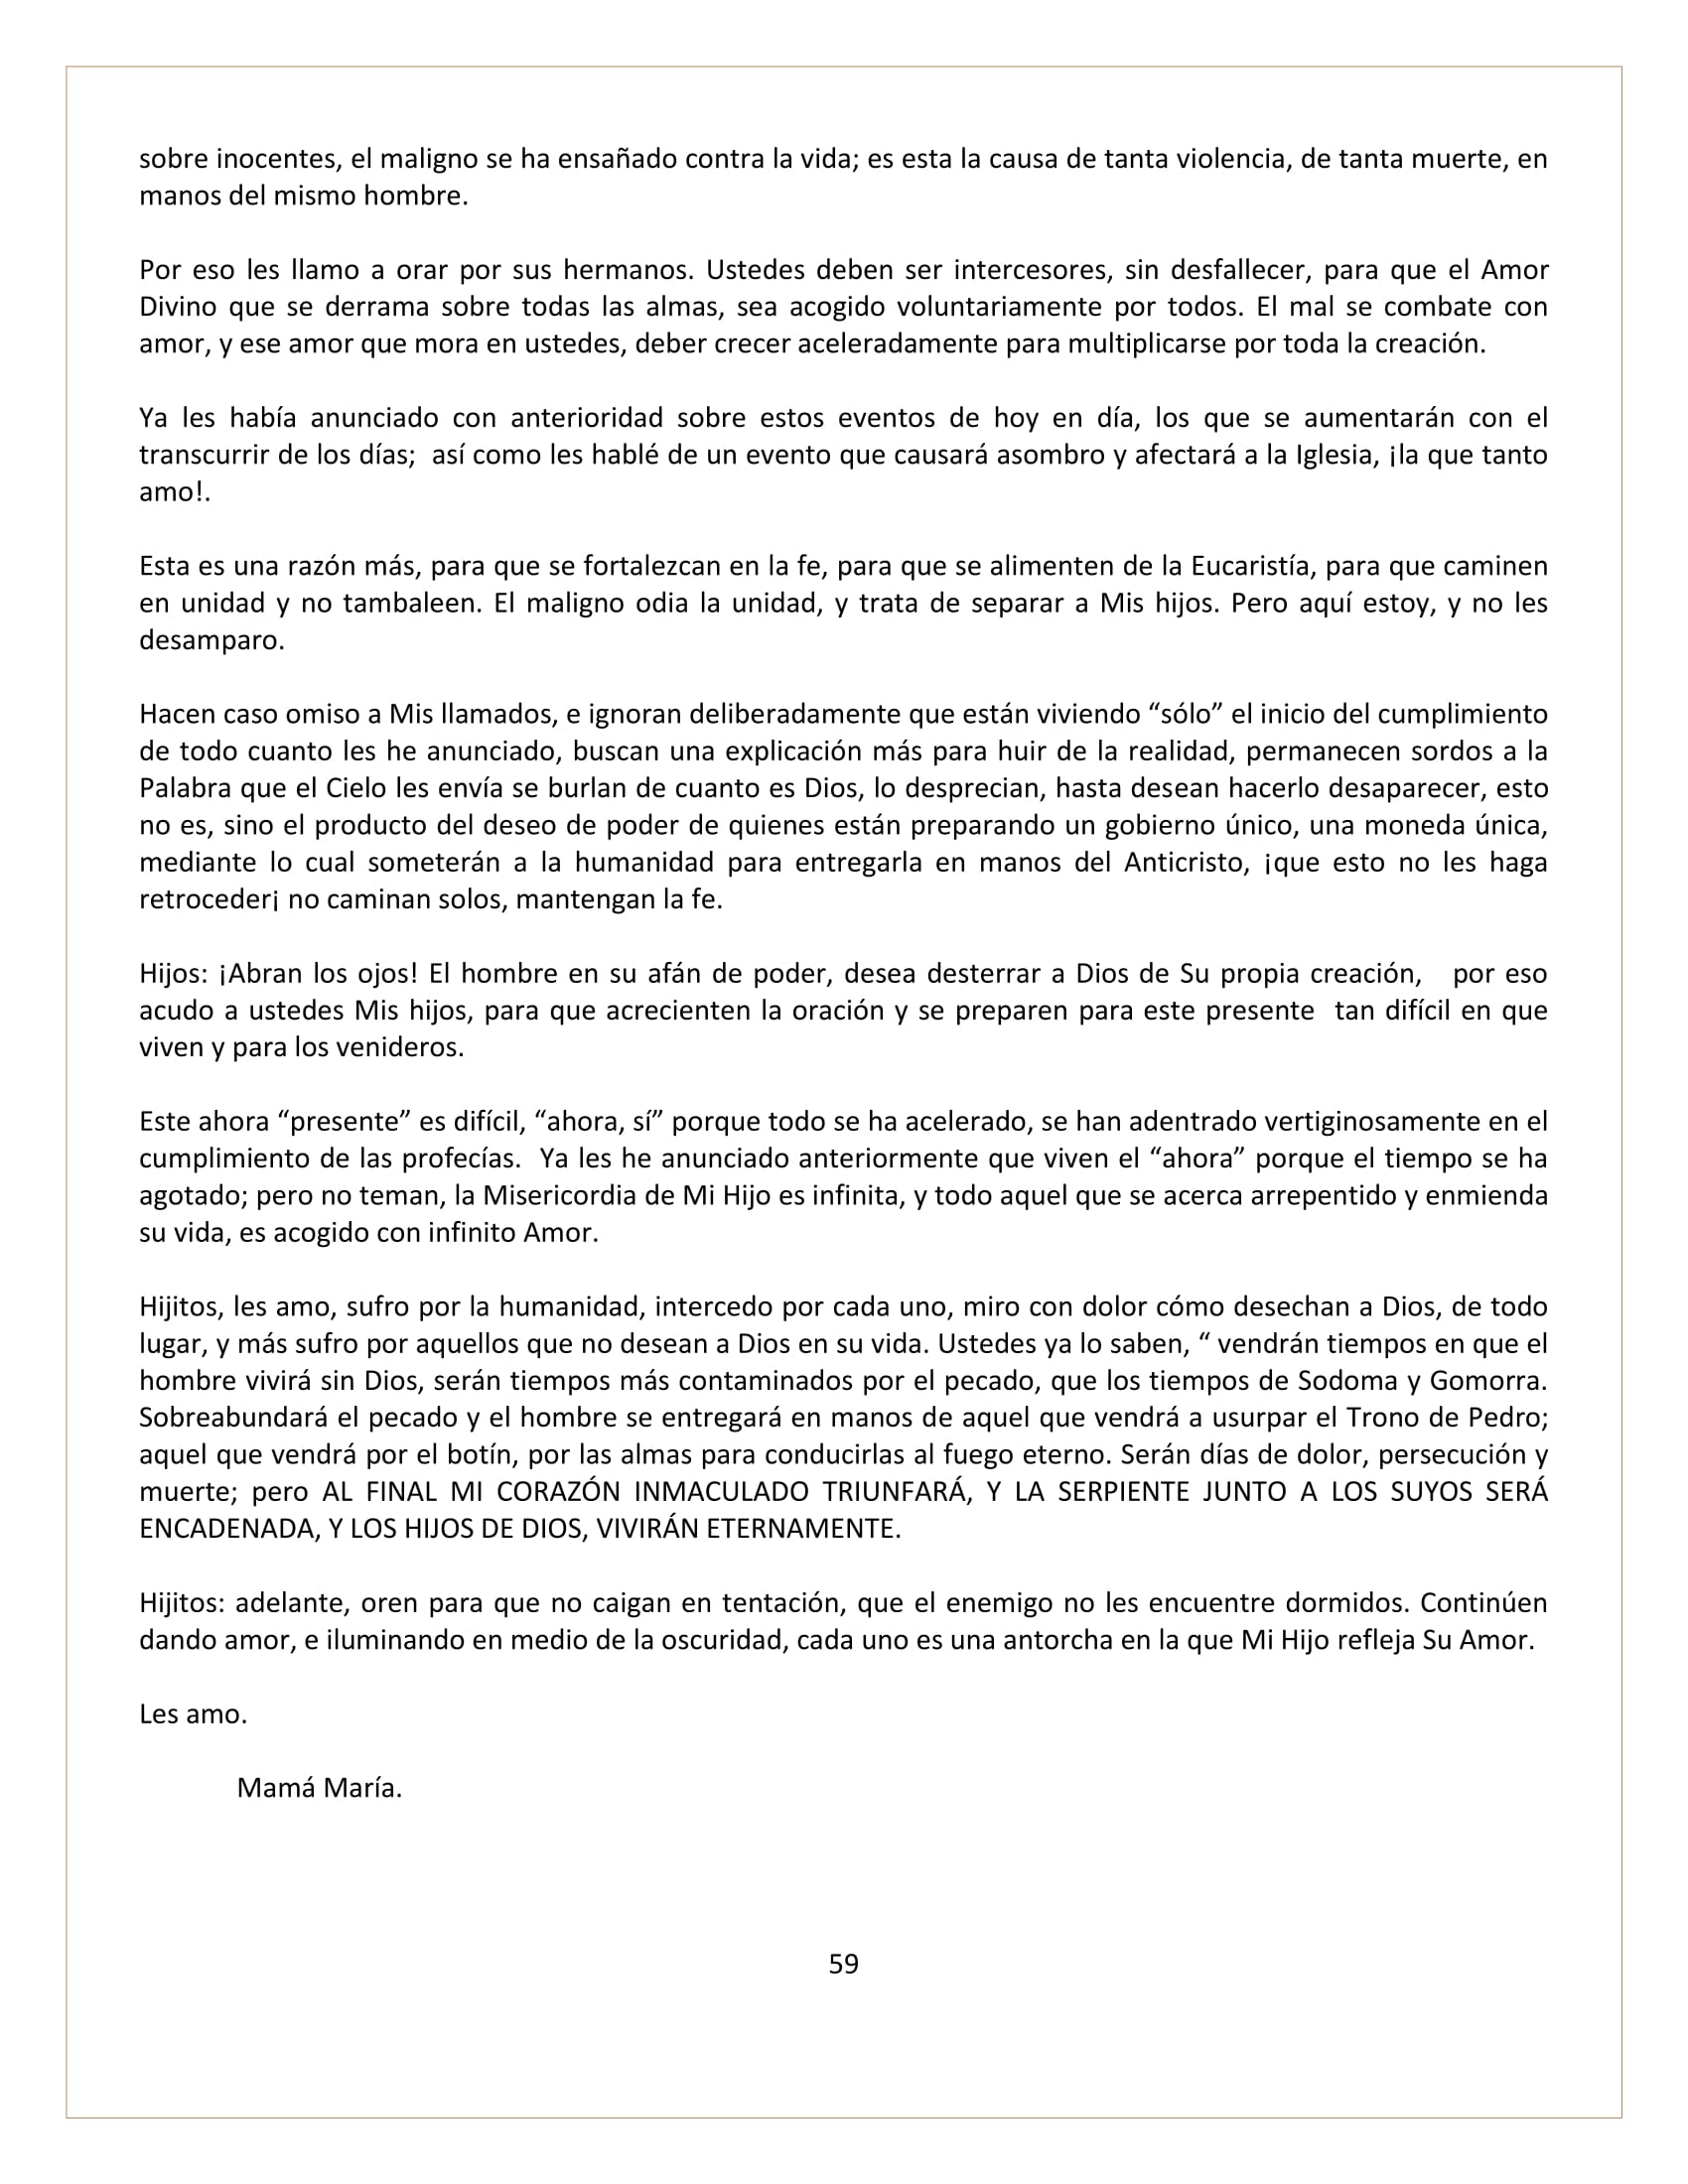 sobre inocentes, el maligno se ha ensañado contra la vida; es esta la causa de tanta violencia, de tanta muerte, en
manos del mismo hombre.
Por eso les llamo a orar por sus hermanos. Ustedes deben ser intercesores, sin desfallecer, para que el Amor
Divino que se derrama sobre todas las almas, sea acogido voluntariamente por todos. El mal se combate con
amor, y ese amor que mora en ustedes, deber crecer aceleradamente para multiplicarse por toda la creación.
Ya les había anunciado con anterioridad sobre estos eventos de hoy en día, los que se aumentarán con el
transcurrir de los días;  así como les hablé de un evento que causará asombro y afectará a la Iglesia, ¡la que tanto
amo!.
Esta es una razón más, para que se fortalezcan en la fe, para que se alimenten de la Eucaristía, para que caminen
en unidad y no tambaleen. El maligno odia la unidad, y trata de separar a Mis hijos. Pero aquí estoy, y no les
desamparo.
Hacen caso omiso a Mis llamados, e ignoran deliberadamente que están viviendo “sólo” el inicio del cumplimiento
de todo cuanto les he anunciado, buscan una explicación más para huir de la realidad, permanecen sordos a la
Palabra que el Cielo les envía se burlan de cuanto es Dios, lo desprecian, hasta desean hacerlo desaparecer, esto
no es, sino el producto del deseo de poder de quienes están preparando un gobierno único, una moneda única,
mediante lo cual someterán a la humanidad para entregarla en manos del Anticristo, ¡que esto no les haga
retroceder¡ no caminan solos, mantengan la fe.
Hijos: ¡Abran los ojos! El hombre en su afán de poder, desea desterrar a Dios de Su propia creación,   por eso
acudo a ustedes Mis hijos, para que acrecienten la oración y se preparen para este presente  tan difícil en que
viven y para los venideros.
Este ahora “presente” es difícil, “ahora, sí” porque todo se ha acelerado, se han adentrado vertiginosamente en el
cumplimiento de las profecías.  Ya les he anunciado anteriormente que viven el “ahora” porque el tiempo se ha
agotado; pero no teman, la Misericordia de Mi Hijo es infinita, y todo aquel que se acerca arrepentido y enmienda
su vida, es acogido con infinito Amor.
Hijitos, les amo, sufro por la humanidad, intercedo por cada uno, miro con dolor cómo desechan a Dios, de todo
lugar, y más sufro por aquellos que no desean a Dios en su vida. Ustedes ya lo saben, “ vendrán tiempos en que el
hombre vivirá sin Dios, serán tiempos más contaminados por el pecado, que los tiempos de Sodoma y Gomorra.
Sobreabundará el pecado y el hombre se entregará en manos de aquel que vendrá a usurpar el Trono de Pedro;
aquel que vendrá por el botín, por las almas para conducirlas al fuego eterno. Serán días de dolor, persecución y
muerte; pero AL FINAL MI CORAZÓN INMACULADO TRIUNFARÁ, Y LA SERPIENTE JUNTO A LOS SUYOS SERÁ
ENCADENADA, Y LOS HIJOS DE DIOS, VIVIRÁN ETERNAMENTE.
Hijitos: adelante, oren para que no caigan en tentación, que el enemigo no les encuentre dormidos. Continúen
dando amor, e iluminando en medio de la oscuridad, cada uno es una antorcha en la que Mi Hijo refleja Su Amor.
Les amo.
Mamá María.
59